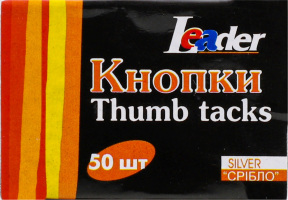 Leader
Кнопки
Thumb tacks
50 шт
SILVER
"СРІБЛО"